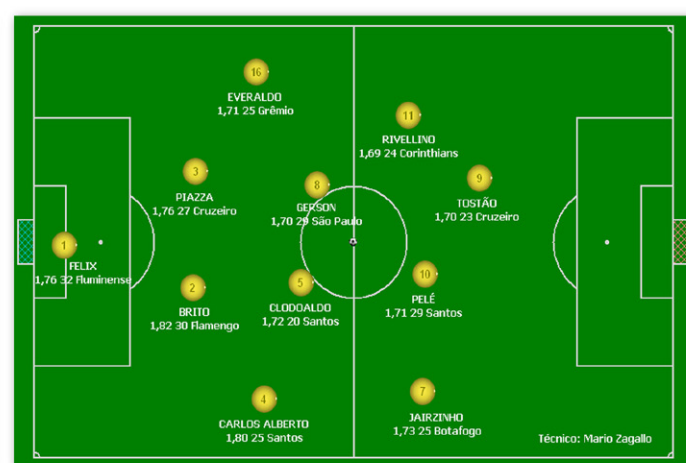 16
EVERALDO
1,71 25 Grêmio
11
RIVELLINO
1,69 24 Corinthians
3
PIAZZA
1,76 27 Cruzeiro
8
GERSON
1,70 29 São Paulo
9
TOSTÃO
1,70 23 Cruzeiro
1
FELIX
1,76 32 Fluminense
2
BRITO
1,82 30 Flamengo
5
CLODOALDO
1,72 20 Santos
10
PELÉ
1,71 29 Santos
4
CARLOS ALBERTO
1,80 25 Santos
7
JAIRZINHO
1,73 25 Botafogo
Técnico: Mario Zagallo